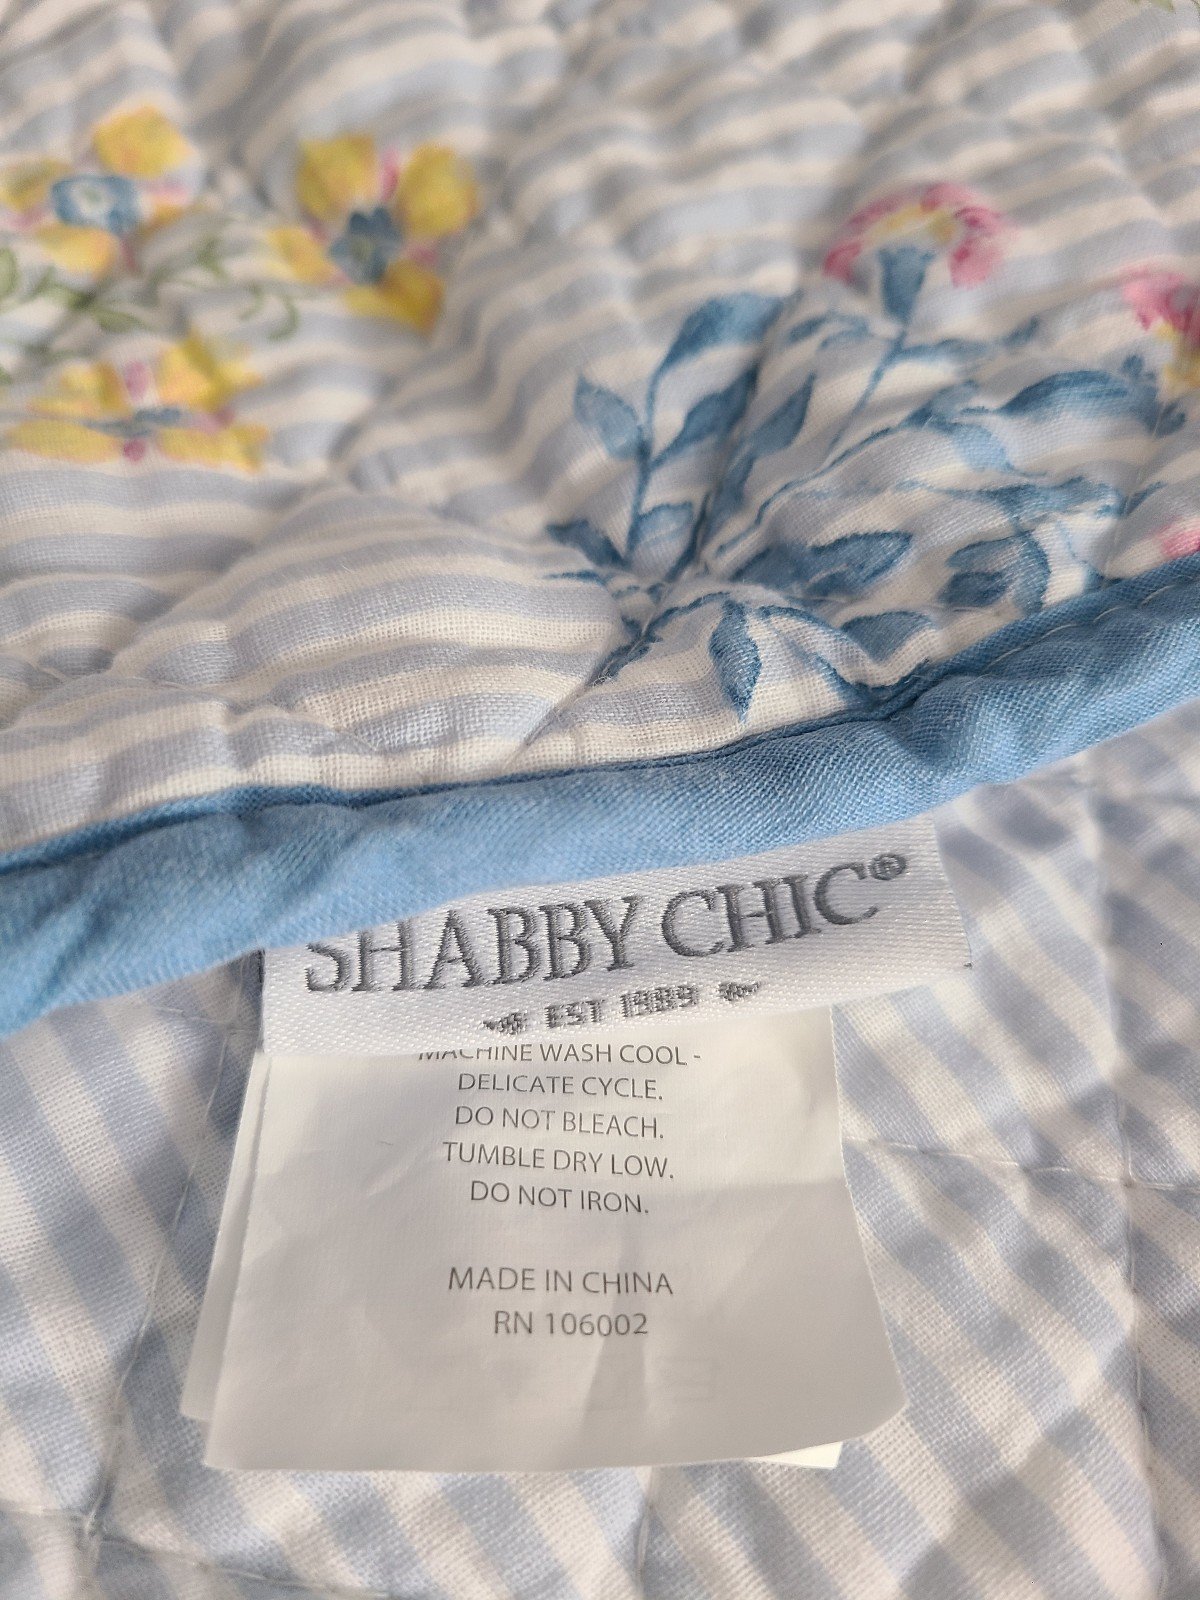 SHABBY CHIC®
EST 1989
MACHINE WASH COOL -
DELICATE CYCLE.
DO NOT BLEACH.
TUMBLE DRY LOW.
DO NOT IRON.
MADE IN CHINA
RN 106002